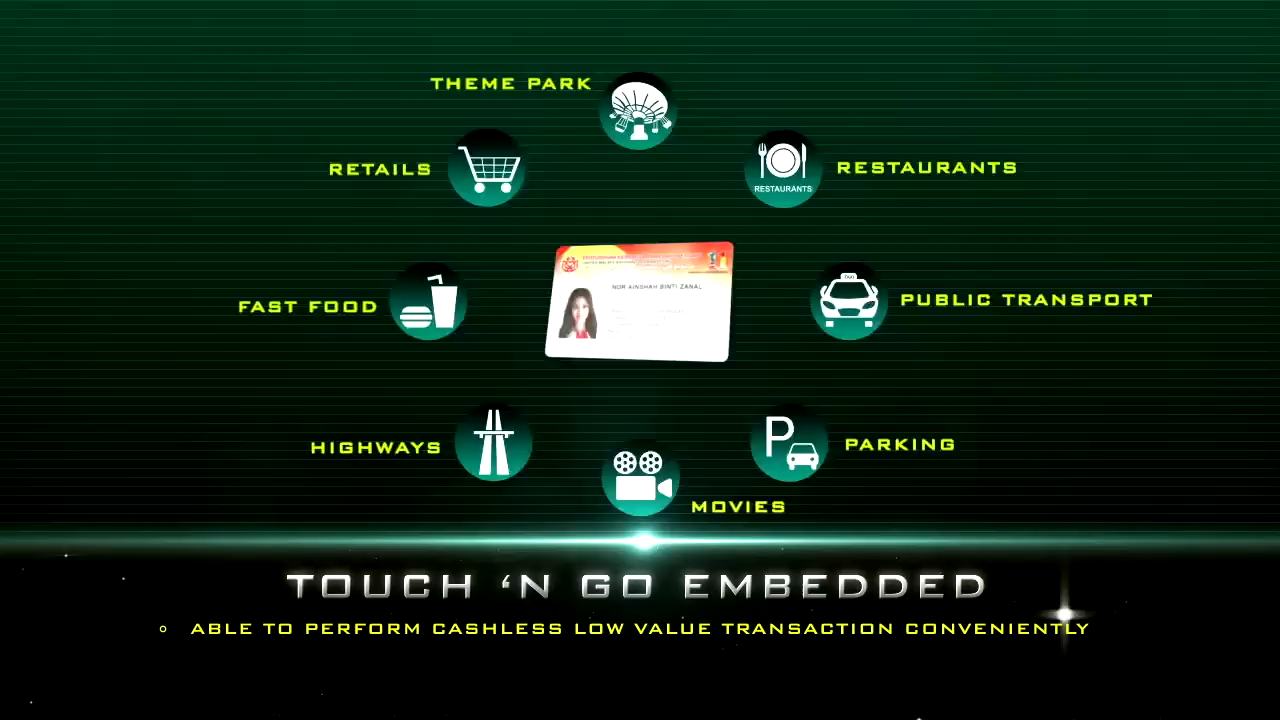 THEME PARK
RETAILS
RESTAURANTS
RESTAURANTS
NOR AINSHAH BINTI ZANAL
FAST FOOD
TAXI
PUBLIC TRANSPORT
HIGHWAYS
P
PARKING
MOVIES
TOUCH ‘N GO EMBEDDED
ABLE TO PERFORM CASHLESS LOW VALUE TRANSACTION CONVENIENTLY